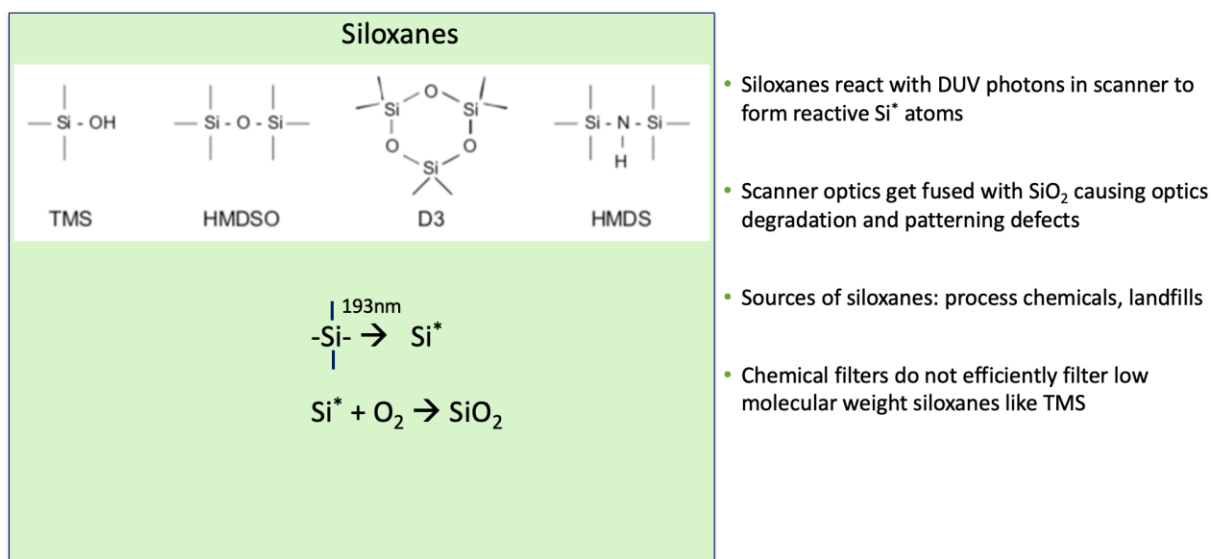 Siloxanes
Si - OH
Si - O - Si
O
Si
Si
O
O
Si
Si - N - Si
H
TMS
HMDSO
D3
HMDS
193nm
-Si- → Si*
Si* + O₂ → SiO₂
• Siloxanes react with DUV photons in scanner to
form reactive Si* atoms
• Scanner optics get fused with SiO₂ causing optics
degradation and patterning defects
• Sources of siloxanes: process chemicals, landfills
• Chemical filters do not efficiently filter low
molecular weight siloxanes like TMS